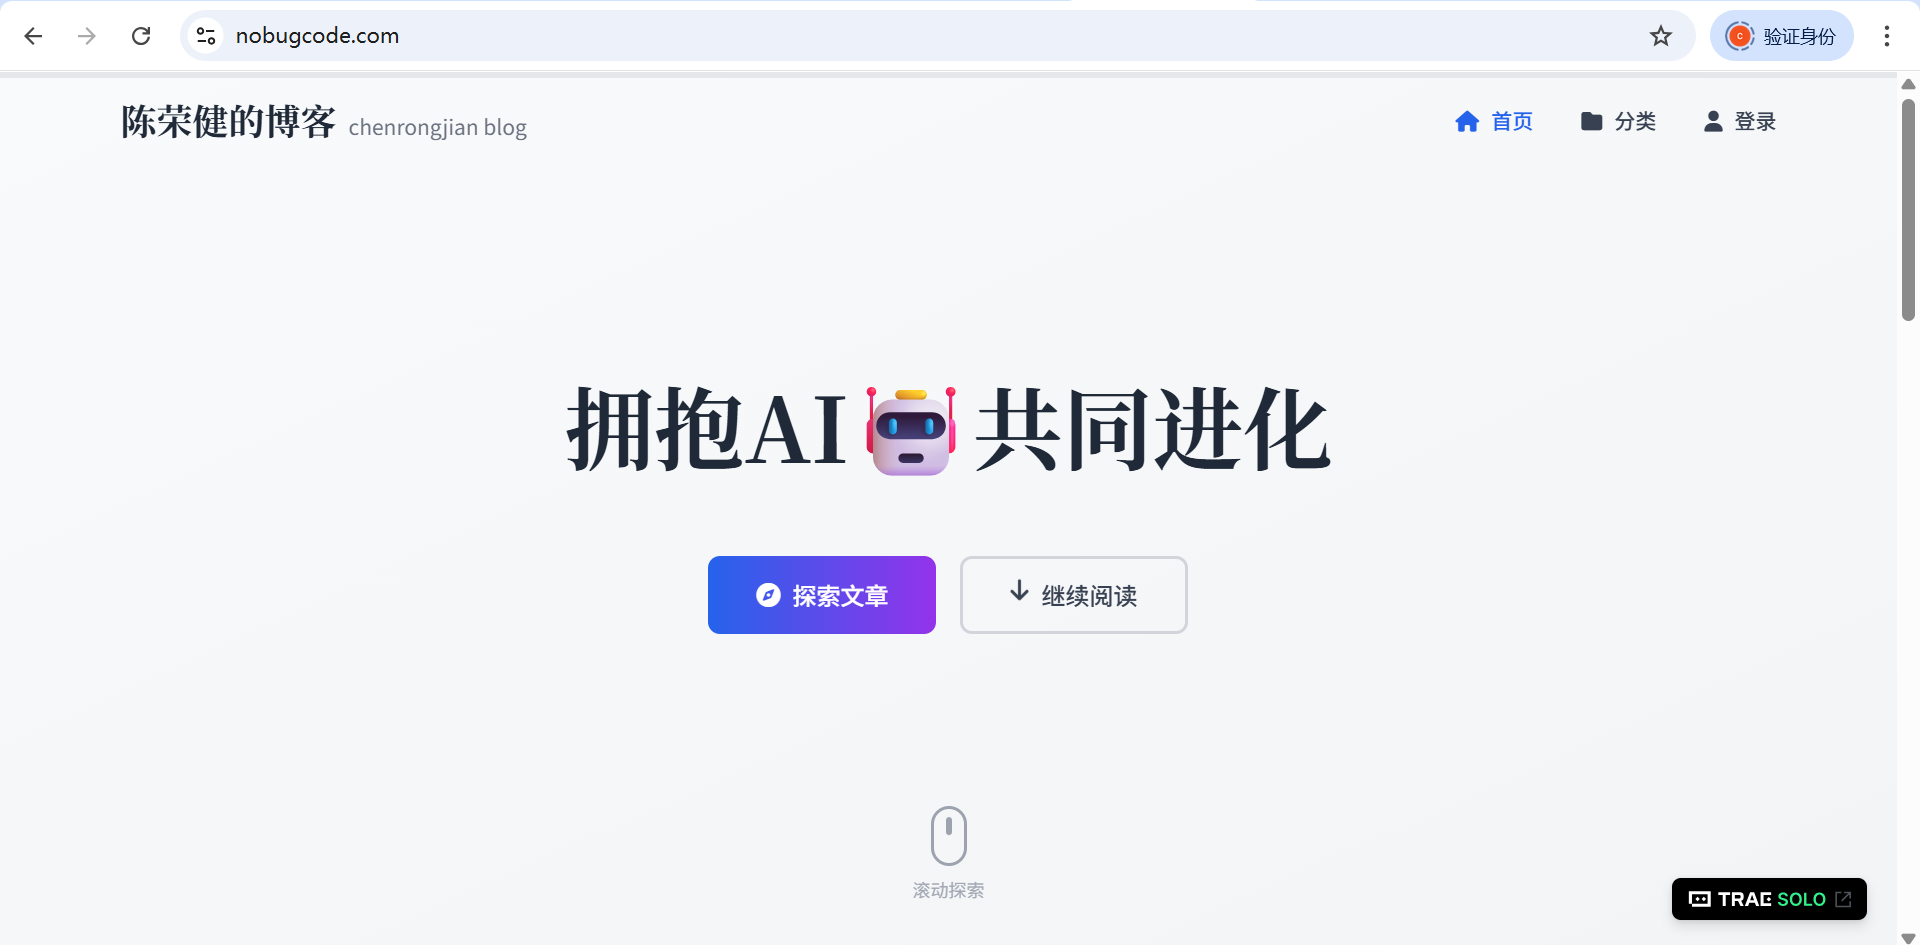 nobugcode.com
验证身份
陈荣健的博客 chenrongjian blog
首页
分类
登录
拥抱AI🤖共同进化
探索文章
继续阅读
滚动探索
TRAE SOLO